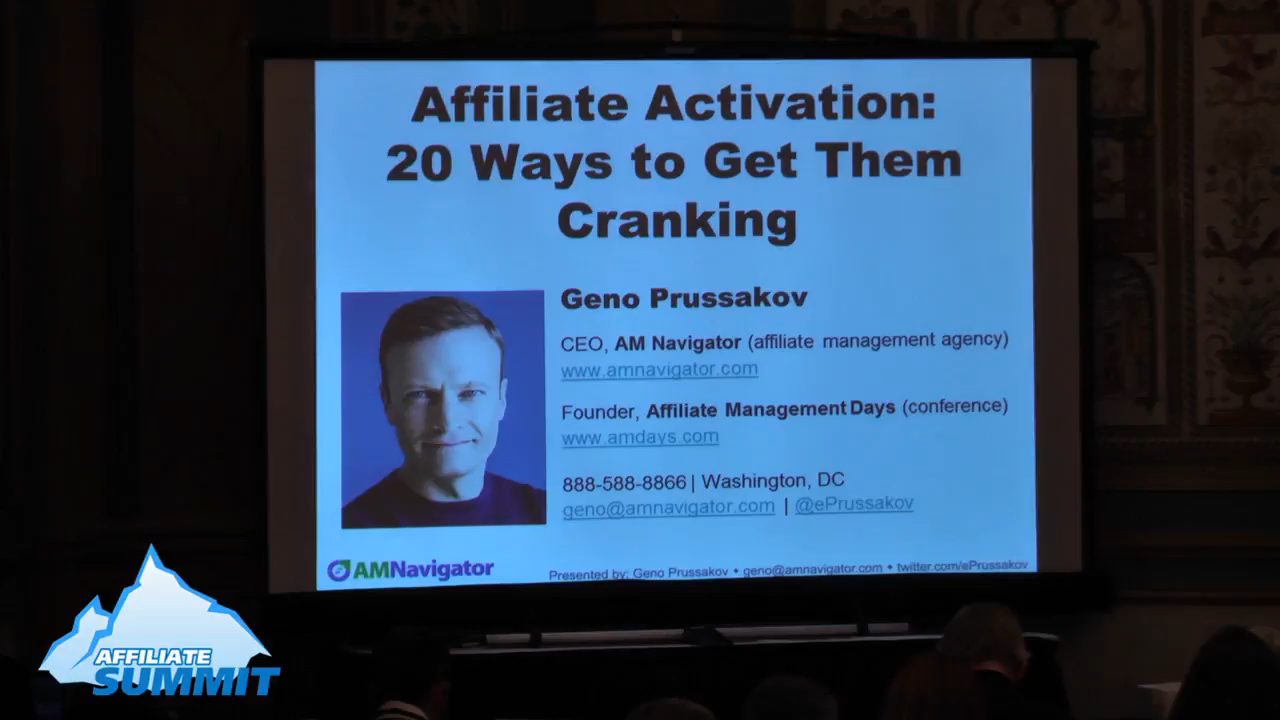 Affiliate Activation:
20 Ways to Get Them
Cranking
Geno Prussakov
CEO, AM Navigator (affiliate management agency)
www.amnavigator.com
Founder, Affiliate Management Days (conference)
www.amdays.com
888-588-8866 | Washington, DC
geno@amnavigator.com | @ePrussakov
AMNavigator
Presented by: Geno Prussakov • geno@amnavigator.com • twitter.com/ePrussakov
AFFILIATE
SUMMIT